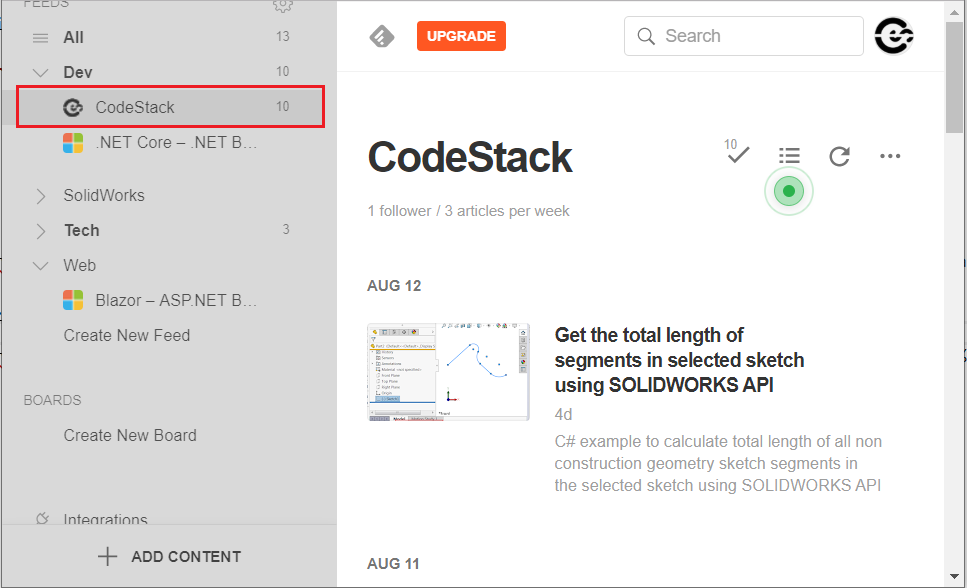 FEEDS
All 13
Dev 10
CodeStack 10
.NET Core – .NET B...
SolidWorks
Tech 3
Web
Blazor – ASP.NET B...
Create New Feed
BOARDS
Create New Board
Integrations
ADD CONTENT
UPGRADE
Search
CodeStack
10
1 follower / 3 articles per week
AUG 12
Get the total length of
segments in selected sketch
using SOLIDWORKS API
4d
C# example to calculate total length of all non
construction geometry sketch segments in
the selected sketch using SOLIDWORKS API
AUG 11